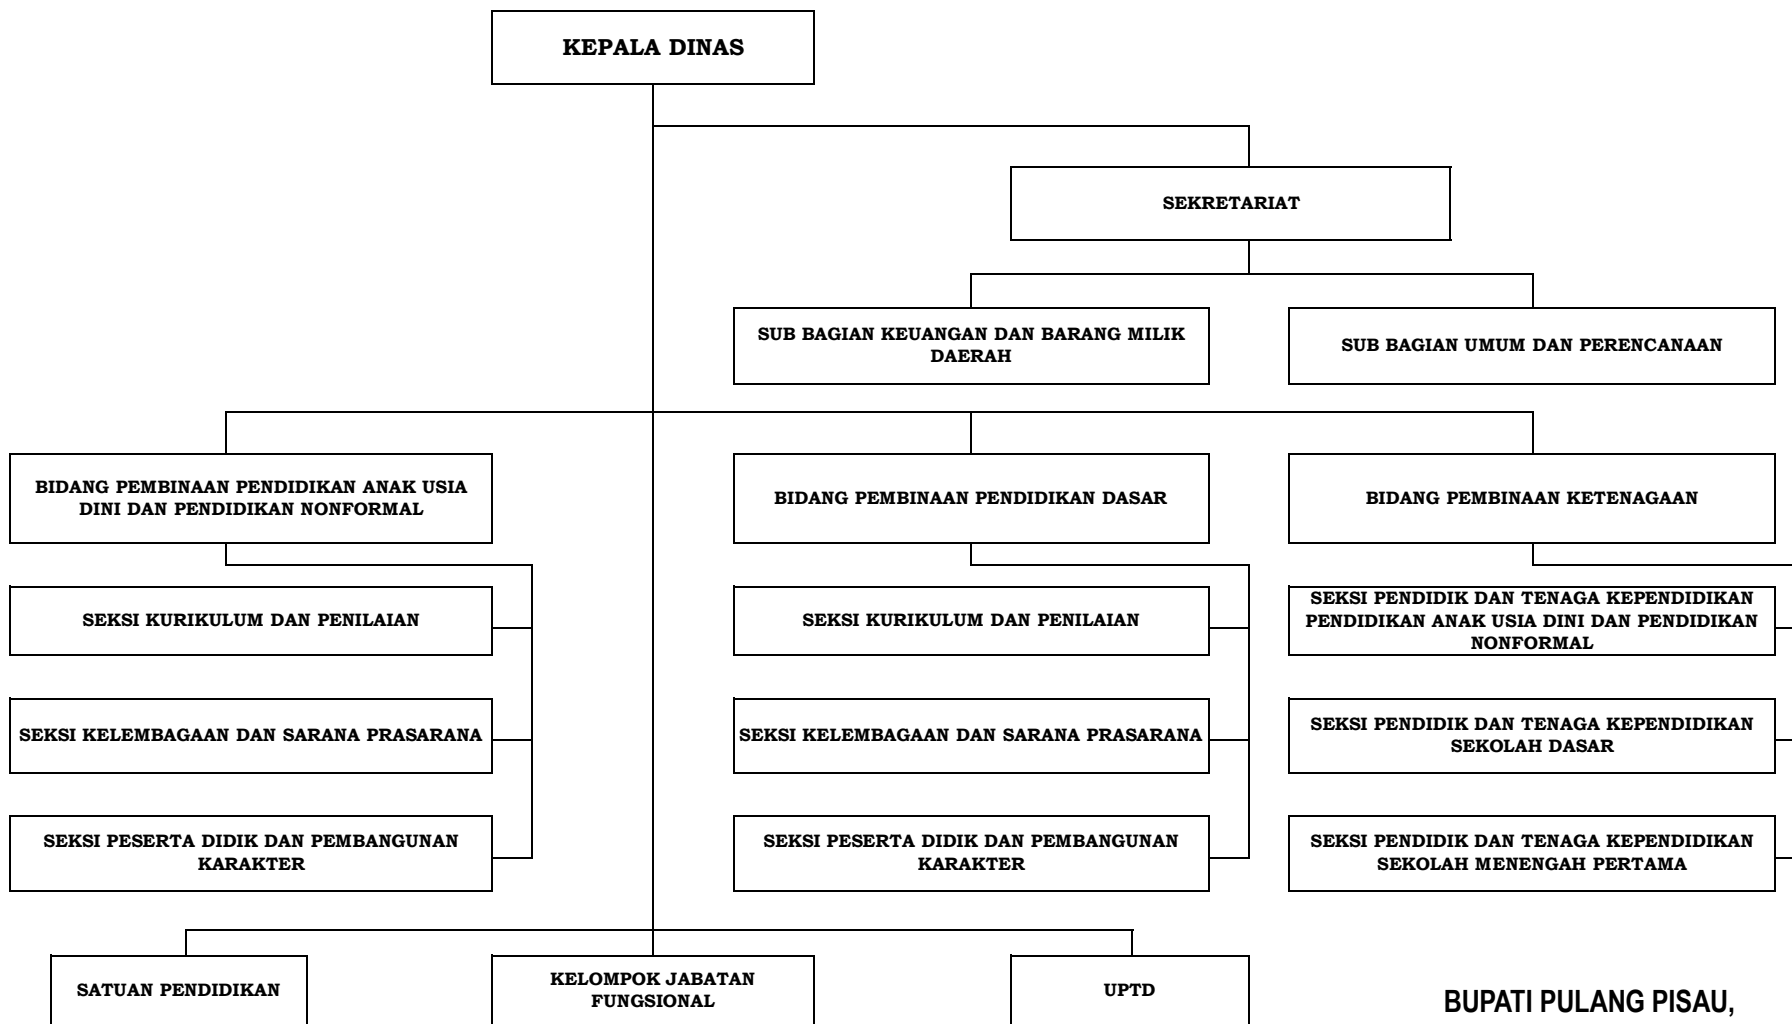 KEPALA DINAS
SEKRETARIAT
SUB BAGIAN KEUANGAN DAN BARANG MILIK
DAERAH
SUB BAGIAN UMUM DAN PERENCANAAN
BIDANG PEMBINAAN PENDIDIKAN ANAK USIA
DINI DAN PENDIDIKAN NONFORMAL
BIDANG PEMBINAAN PENDIDIKAN DASAR
BIDANG PEMBINAAN KETENAGAAN
SEKSI KURIKULUM DAN PENILAIAN
SEKSI KURIKULUM DAN PENILAIAN
SEKSI PENDIDIK DAN TENAGA KEPENDIDIKAN
PENDIDIKAN ANAK USIA DINI DAN PENDIDIKAN
NONFORMAL
SEKSI KELEMBAGAAN DAN SARANA PRASARANA
SEKSI KELEMBAGAAN DAN SARANA PRASARANA
SEKSI PENDIDIK DAN TENAGA KEPENDIDIKAN
SEKOLAH DASAR
SEKSI PESERTA DIDIK DAN PEMBANGUNAN
KARAKTER
SEKSI PESERTA DIDIK DAN PEMBANGUNAN
KARAKTER
SEKSI PENDIDIK DAN TENAGA KEPENDIDIKAN
SEKOLAH MENENGAH PERTAMA
SATUAN PENDIDIKAN
KELOMPOK JABATAN
FUNGSIONAL
UPTD
BUPATI PULANG PISAU,